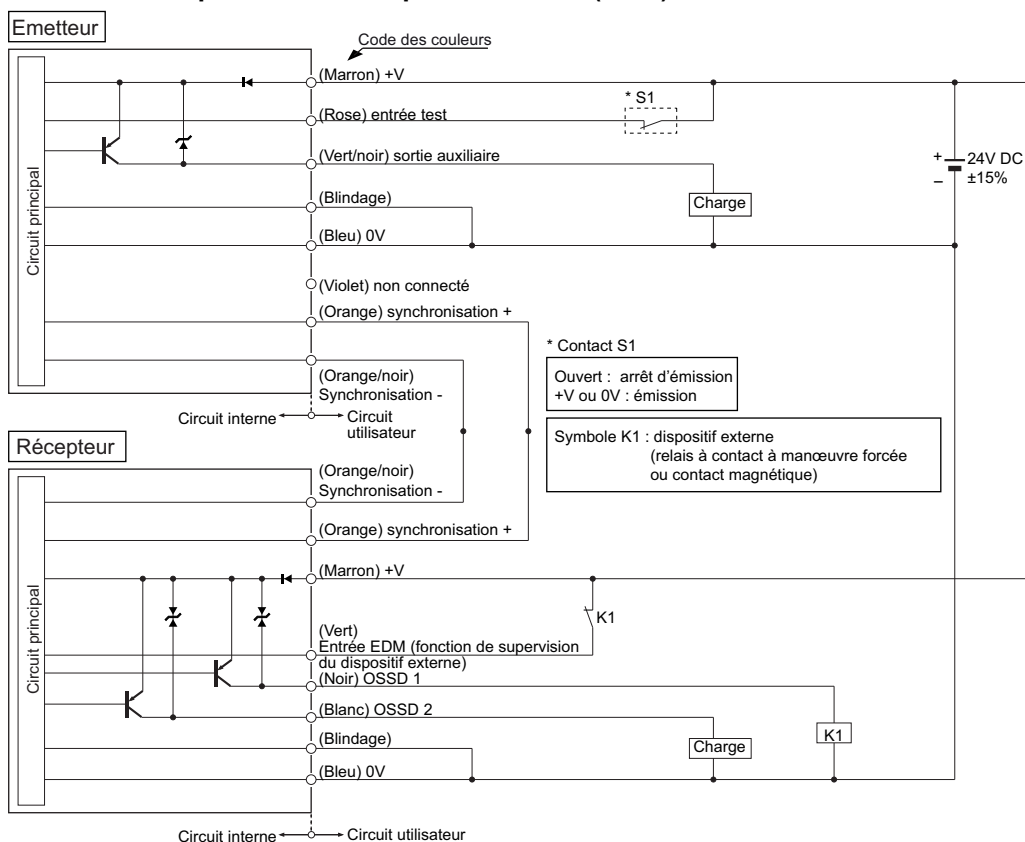 Emetteur
Code des couleurs
(Marron) +V
* S1
(Rose) entrée test
(Vert/noir) sortie auxiliaire
+
24V DC
–
±15%
Charge
(Blindage)
(Bleu) 0V
Circuit principal
(Violet) non connecté
(Orange) synchronisation +
* Contact S1
Ouvert : arrêt d'émission
+V ou 0V : émission
(Orange/noir)
Synchronisation -
Circuit interne
Circuit
utilisateur
Symbole K1 : dispositif externe
(relais à contact à manœuvre forcée
ou contact magnétique)
Récepteur
(Orange/noir)
Synchronisation -
(Orange) synchronisation +
(Marron) +V
K1
(Vert)
Entrée EDM (fonction de supervision
du dispositif externe)
(Noir) OSSD 1
(Blanc) OSSD 2
K1
Charge
(Blindage)
(Bleu) 0V
Circuit principal
Circuit interne
Circuit utilisateur